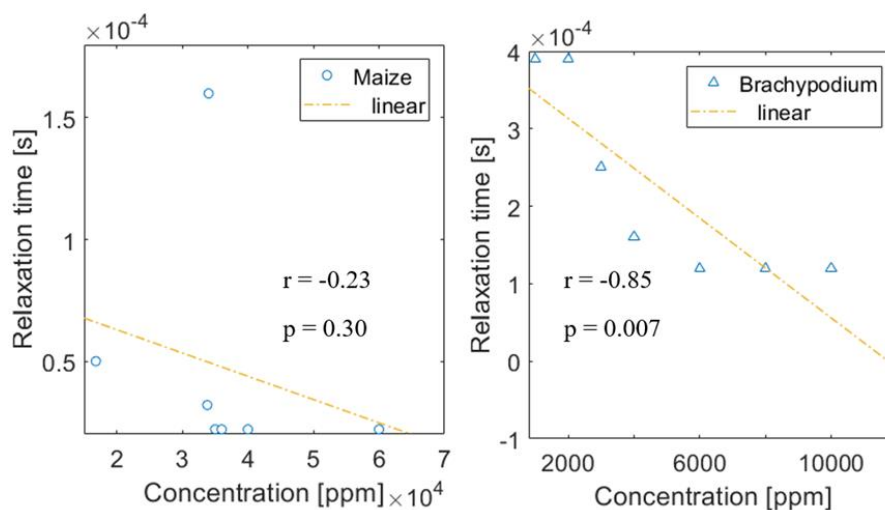 ×10⁻⁴
Maize
linear
1.5
1
0.5
Relaxation time [s]
r = -0.23
p = 0.30
2 3 4 5 6 7
Concentration [ppm] ×10⁴
×10⁻⁴
Brachypodium
linear
4
3
2
1
0
-1
Relaxation time [s]
r = -0.85
p = 0.007
2000 6000 10000
Concentration [ppm]